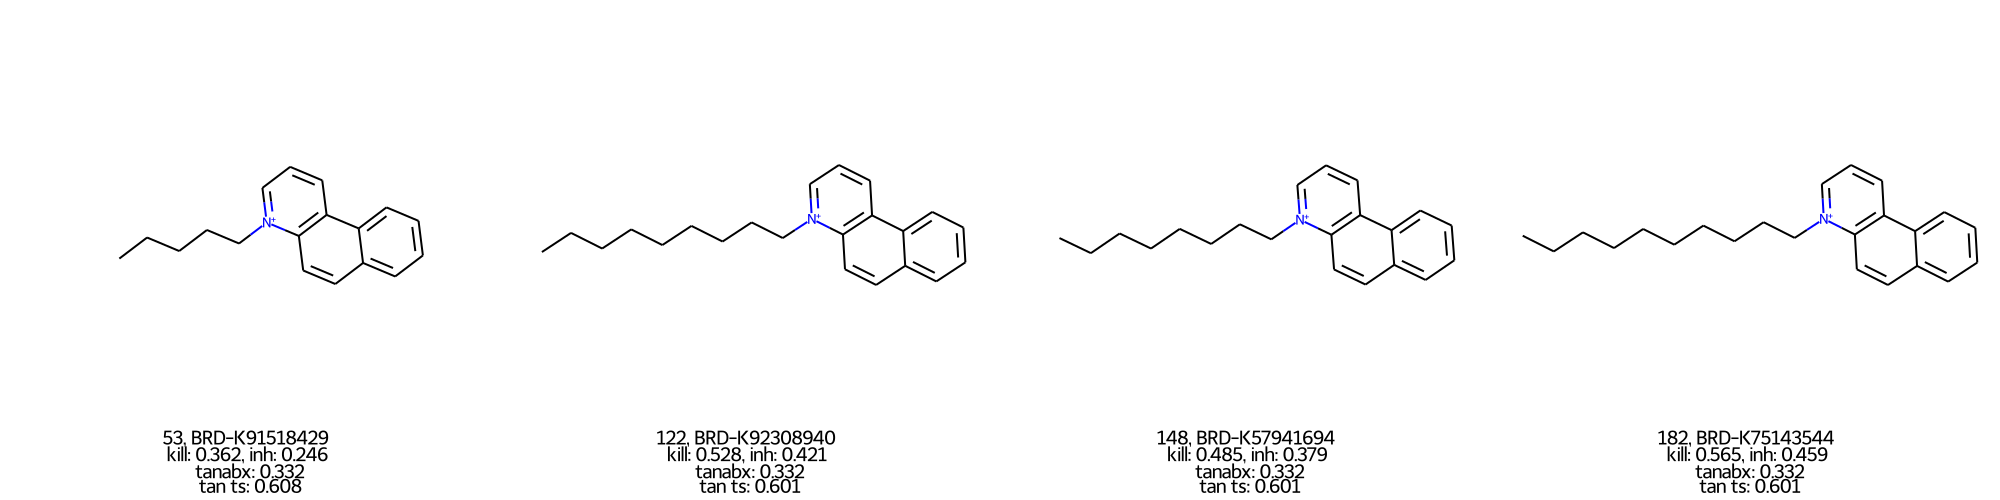 N+
N+
N+
N+
53, BRD-K91518429
kill: 0.362, inh: 0.246
tanabx: 0.332
tan ts: 0.608
122, BRD-K92308940
kill: 0.528, inh: 0.421
tanabx: 0.332
tan ts: 0.601
148, BRD-K57941694
kill: 0.485, inh: 0.379
tanabx: 0.332
tan ts: 0.601
182, BRD-K75143544
kill: 0.565, inh: 0.459
tanabx: 0.332
tan ts: 0.601